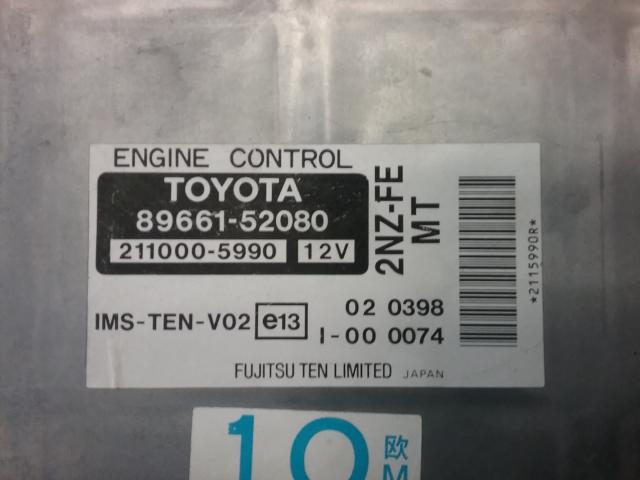 ENGINE CONTROL
TOYOTA
89661-52080
211000-5990 12V
2NZ-FE
MT
IMS-TEN-V02 e13
02 0398
I-00 0074
FUJITSU TEN LIMITED JAPAN
*2115990R*
欧
M